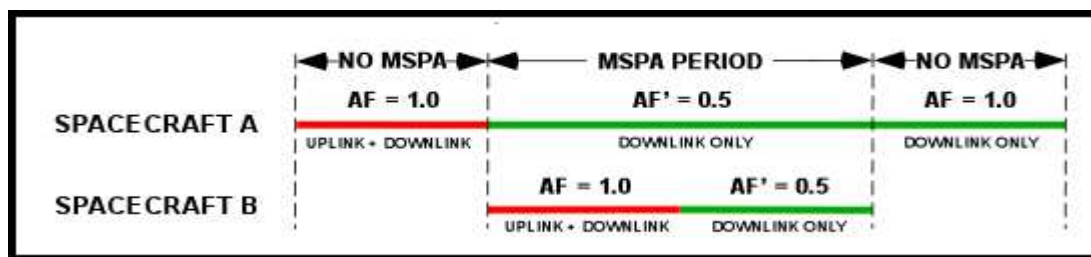 NO MSPA MSPA PERIOD NO MSPA
AF = 1.0 AF' = 0.5 AF = 1.0
SPACECRAFT A
UPLINK + DOWNLINK DOWNLINK ONLY DOWNLINK ONLY
AF = 1.0 AF' = 0.5
SPACECRAFT B
UPLINK + DOWNLINK DOWNLINK ONLY